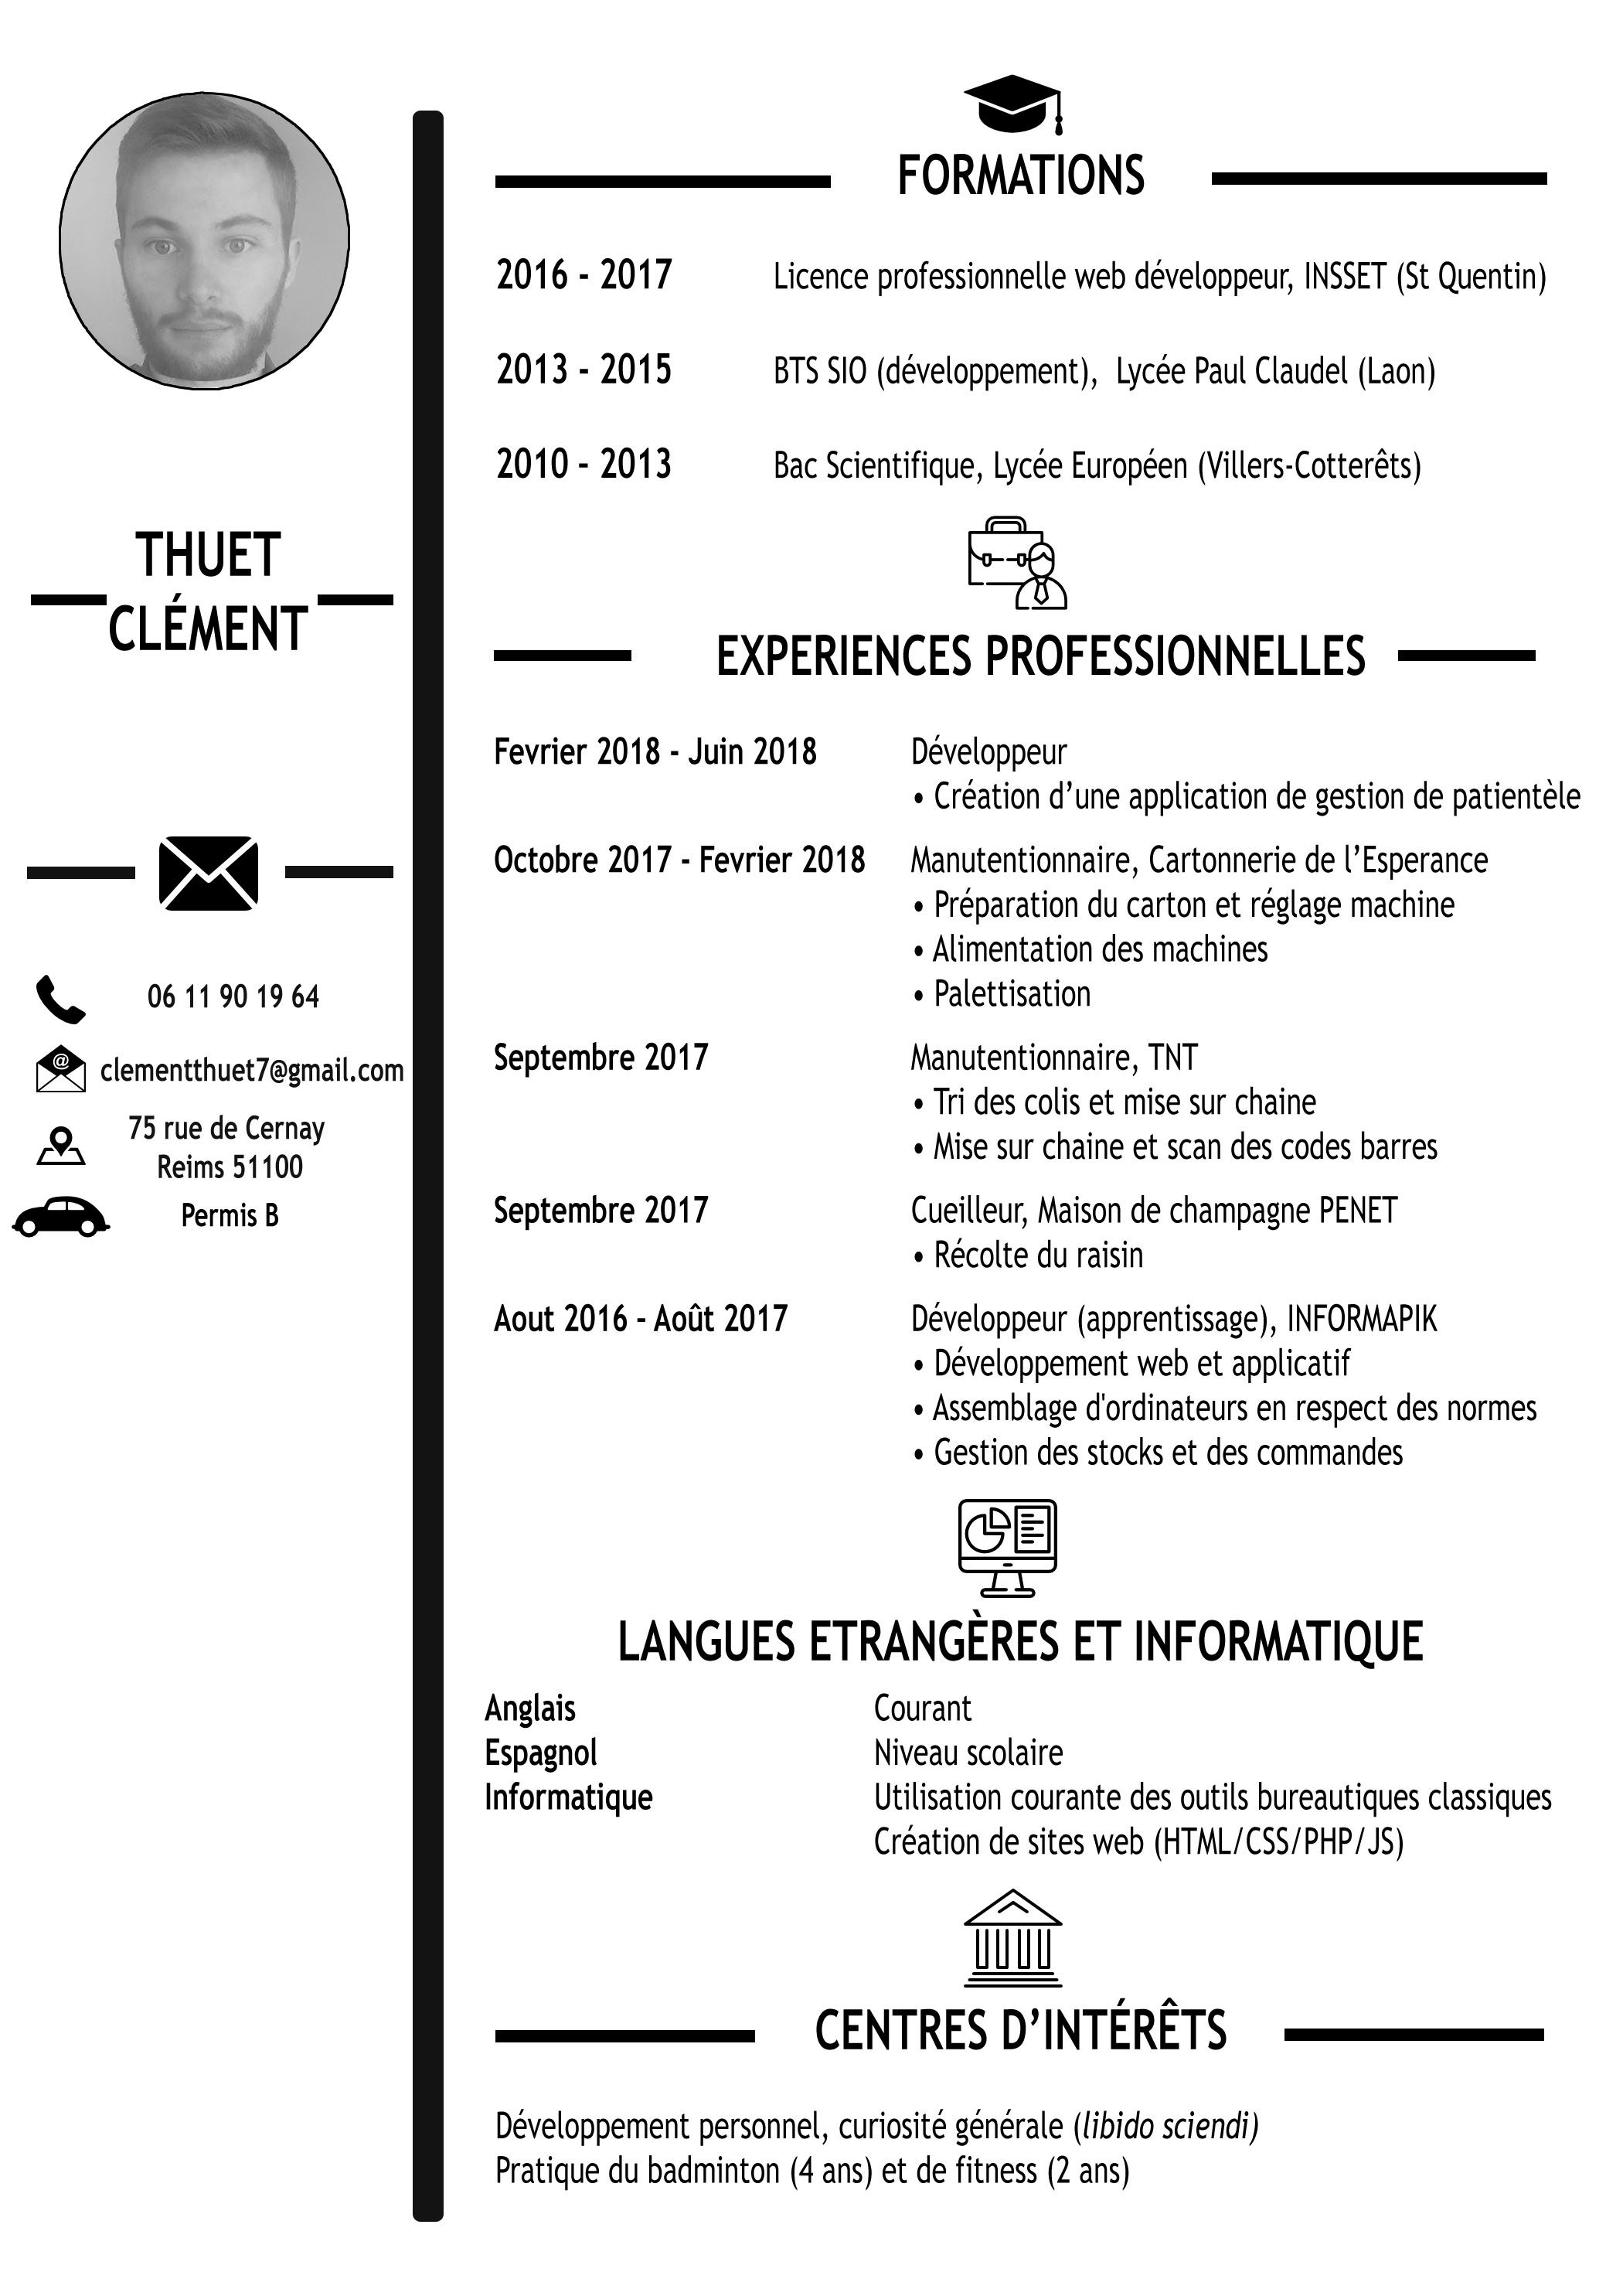 THUET
CLÉMENT
06 11 90 19 64
@
clementthuet7@gmail.com
75 rue de Cernay
Reims 51100
Permis B
FORMATIONS
2016 - 2017 Licence professionnelle web développeur, INSSET (St Quentin)
2013 - 2015 BTS SIO (développement), Lycée Paul Claudel (Laon)
2010 - 2013 Bac Scientifique, Lycée Européen (Villers-Cotterêts)
EXPERIENCES PROFESSIONNELLES
Fevrier 2018 - Juin 2018 Développeur
• Création d’une application de gestion de patientèle
Octobre 2017 - Fevrier 2018 Manutentionnaire, Cartonnerie de l’Esperance
• Préparation du carton et réglage machine
• Alimentation des machines
• Palettisation
Septembre 2017 Manutentionnaire, TNT
• Tri des colis et mise sur chaine
• Mise sur chaine et scan des codes barres
Septembre 2017 Cueilleur, Maison de champagne PENET
• Récolte du raisin
Aout 2016 - Août 2017 Développeur (apprentissage), INFORMAPIK
• Développement web et applicatif
• Assemblage d'ordinateurs en respect des normes
• Gestion des stocks et des commandes
LANGUES ETRANGÈRES ET INFORMATIQUE
Anglais Courant
Espagnol Niveau scolaire
Informatique Utilisation courante des outils bureautiques classiques
Création de sites web (HTML/CSS/PHP/JS)
CENTRES D’INTÉRÊTS
Développement personnel, curiosité générale (libido sciendi)
Pratique du badminton (4 ans) et de fitness (2 ans)